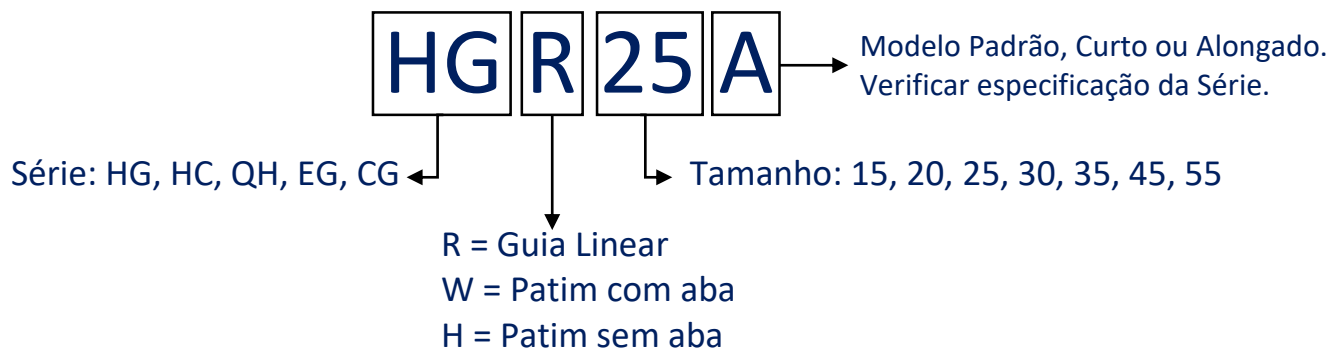 HG R 25 A
Modelo Padrão, Curto ou Alongado.
Verificar especificação da Série.
Série: HG, HC, QH, EG, CG
Tamanho: 15, 20, 25, 30, 35, 45, 55
R = Guia Linear
W = Patim com aba
H = Patim sem aba